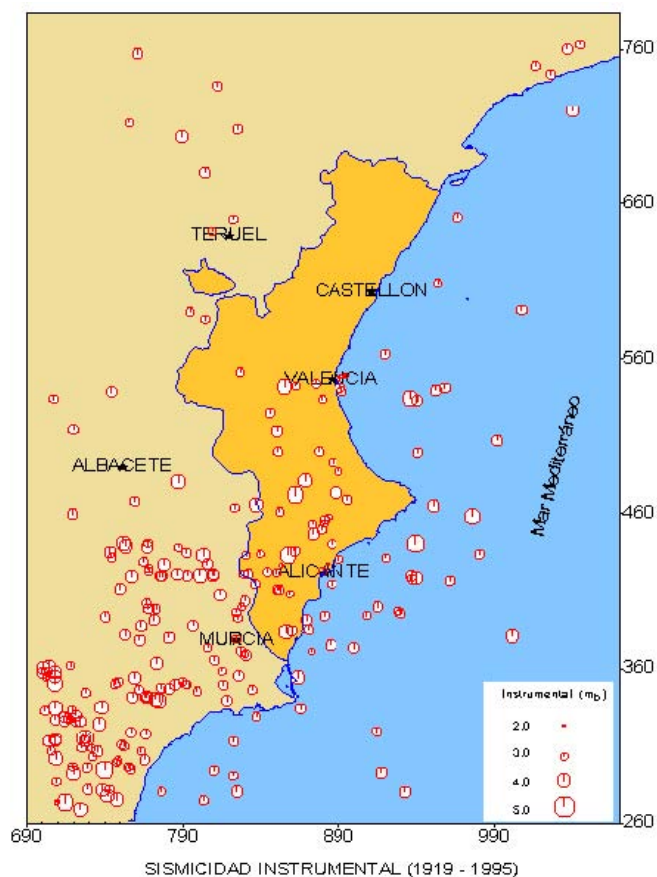 760
660
TERUEL
CASTELLON
560
VALENCIA
ALBACETE
Mar Mediterráneo
460
ALICANTE
MURCIA
360
Instrumental (mb)
2.0
3.0
4.0
5.0
260
690 790 890 990
SISMICIDAD INSTRUMENTAL (1919 - 1995)